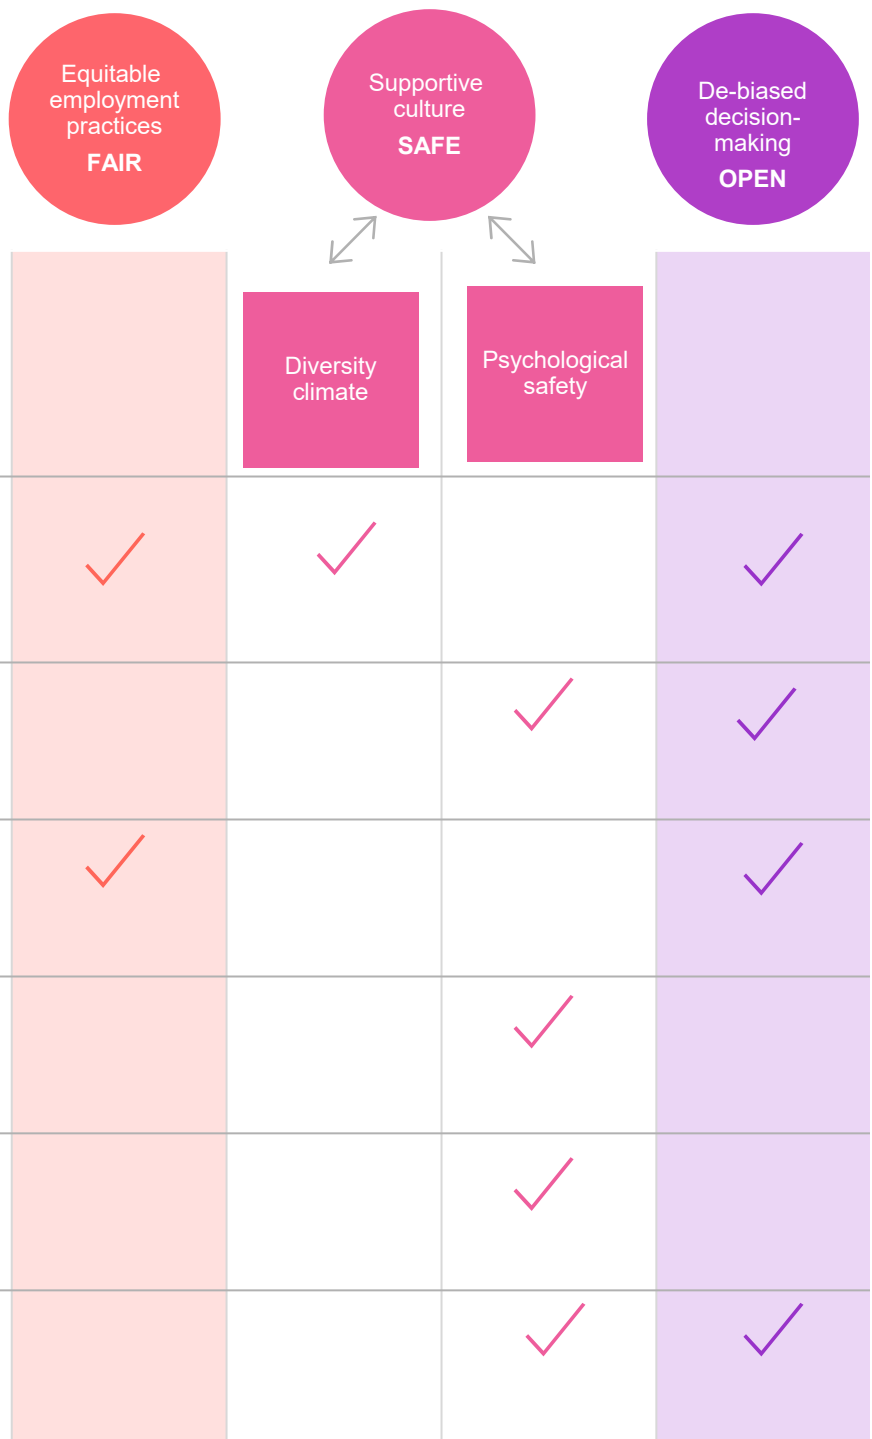 Equitable
employment
practices
FAIR
Supportive
culture
SAFE
De-biased
decision-
making
OPEN
Diversity
climate
Psychological
safety